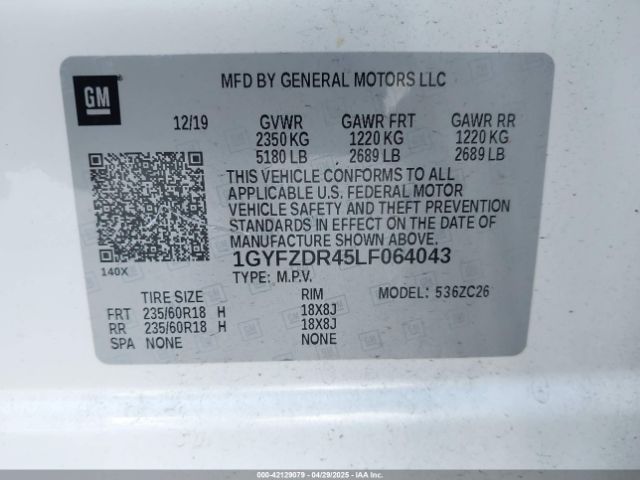 GM
MFD BY GENERAL MOTORS LLC
12/19 GVWR GAWR FRT GAWR RR
2350 KG 1220 KG 1220 KG
5180 LB 2689 LB 2689 LB
THIS VEHICLE CONFORMS TO ALL
APPLICABLE U.S. FEDERAL MOTOR
VEHICLE SAFETY AND THEFT PREVENTION
STANDARDS IN EFFECT ON THE DATE OF
MANUFACTURE SHOWN ABOVE.
140X
1GYFZDR45LF064043
TYPE: M.P.V. MODEL: 536ZC26
TIRE SIZE RIM
FRT 235/60R18 H 18X8J
RR 235/60R18 H 18X8J
SPA NONE NONE
000-42129079 04/29/2025 IAAI.COM